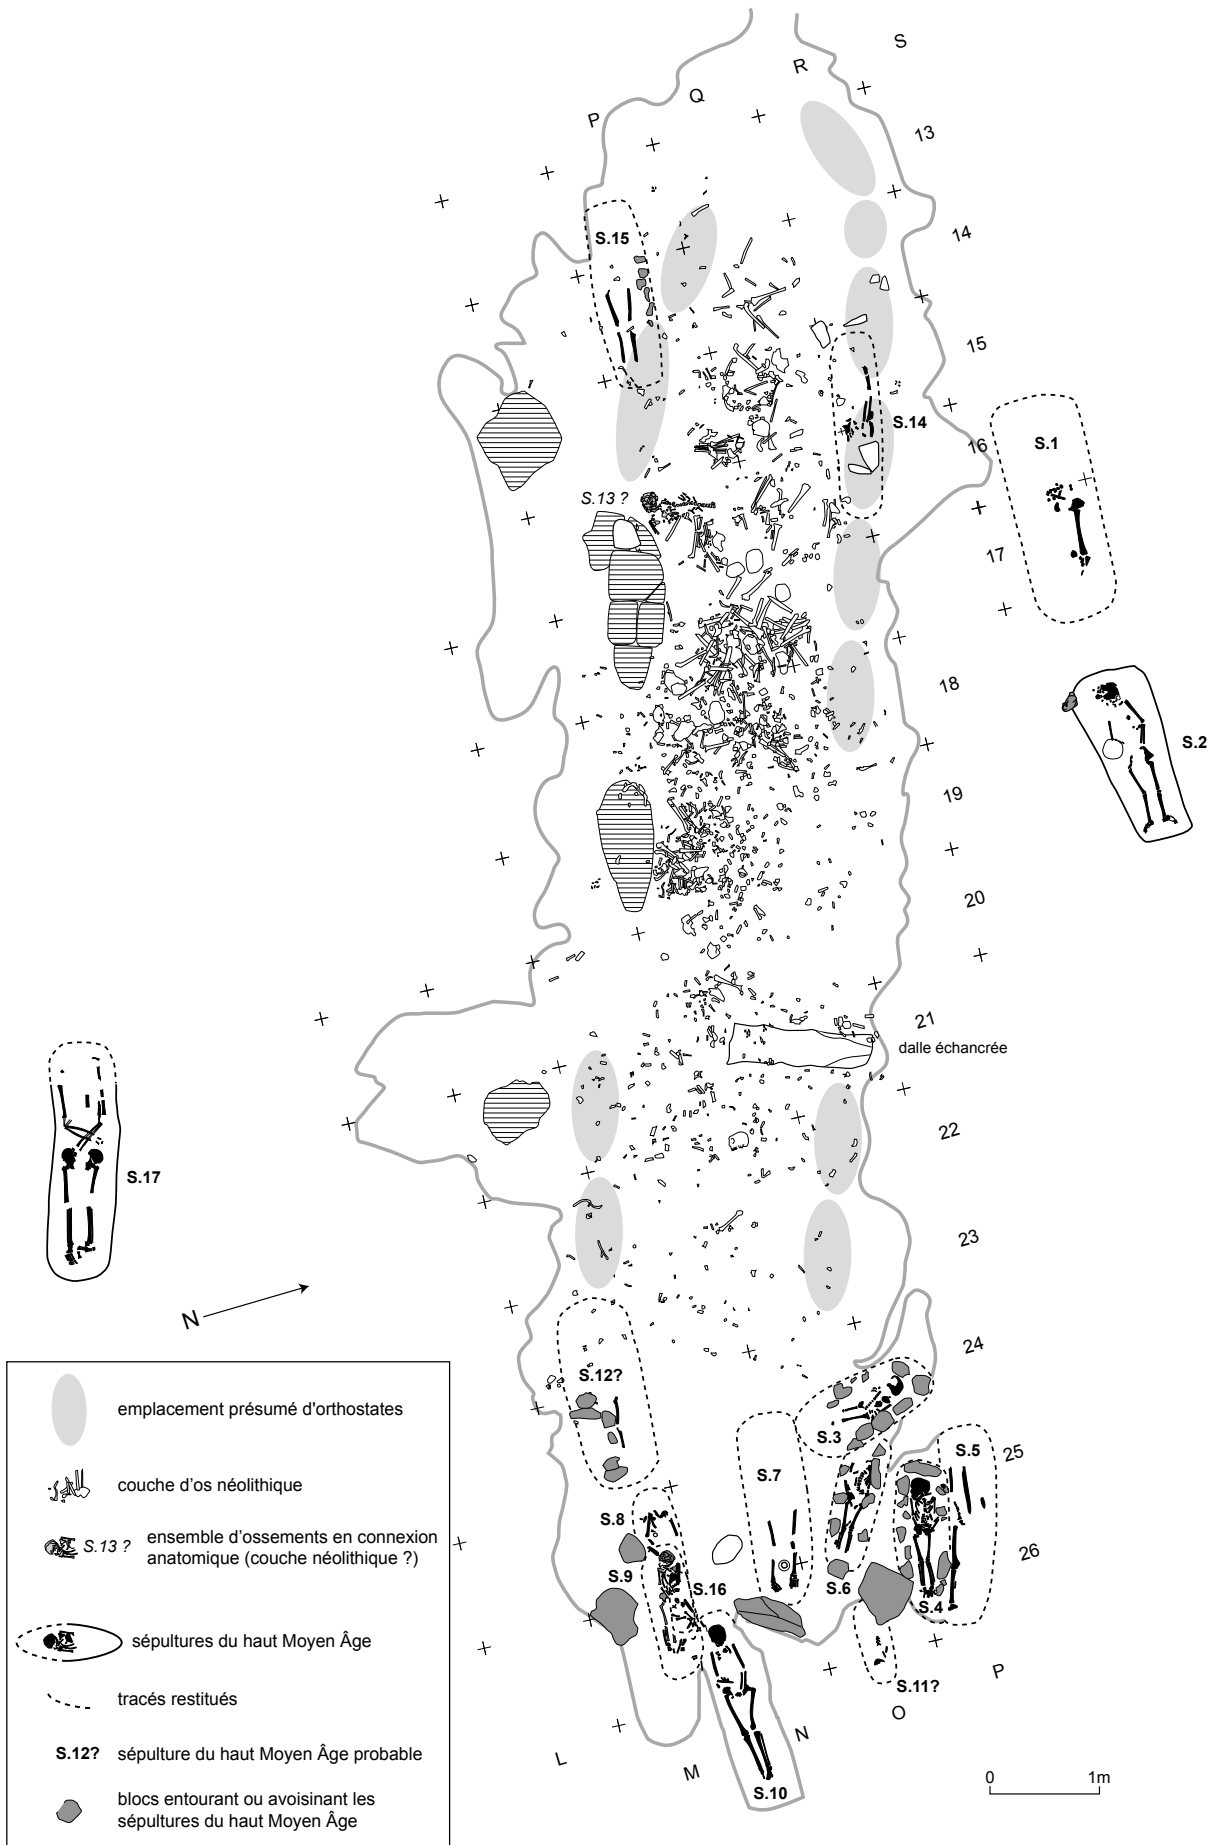 S
R
Q
P
13
S.15
14
15
S.14
16
S.1
S.13 ?
17
18
S.2
19
20
21
dalle échancrée
22
S.17
23
N
24
S.12?
S.3
S.7
S.5
25
S.8
26
S.9
S.16
S.6
S.4
P
S.11?
O
N
L
M
S.10
0 1m
emplacement présumé d'orthostates
couche d'os néolithique
S.13 ? ensemble d'ossements en connexion
anatomique (couche néolithique ?)
sépultures du haut Moyen Âge
tracés restitués
S.12? sépulture du haut Moyen Âge probable
blocs entourant ou avoisinant les
sépultures du haut Moyen Âge